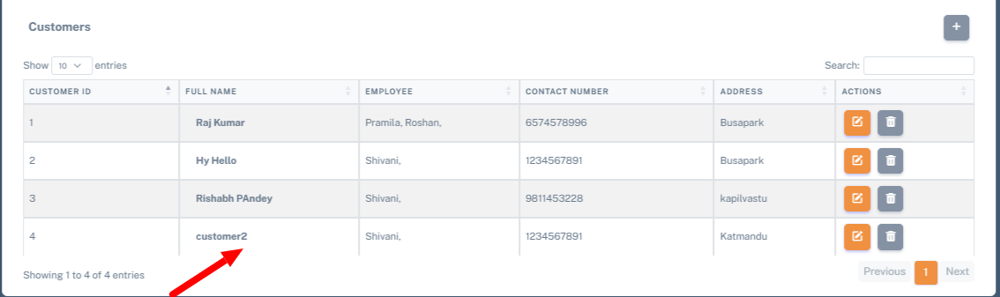 Customers
+
Show 10 entries
Search:
CUSTOMER ID FULL NAME EMPLOYEE CONTACT NUMBER ADDRESS ACTIONS
1 Raj Kumar Pramila, Roshan, 6574578996 Busapark
2 Hy Hello Shivani, 1234567891 Busapark
3 Rishabh PAndey Shivani, 9811453228 kapilvastu
4 customer2 Shivani, 1234567891 Katmandu
Showing 1 to 4 of 4 entries
Previous 1 Next